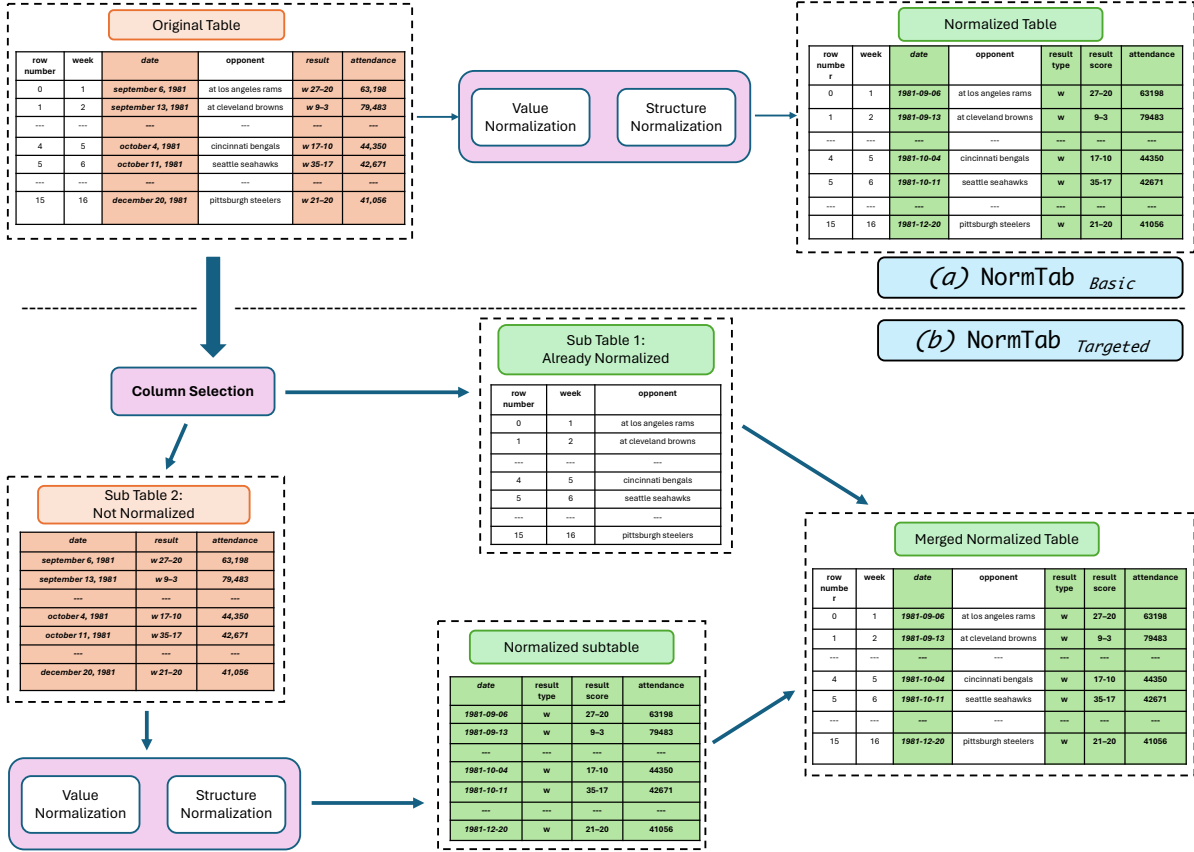 Original Table
row number | week | date | opponent | result | attendance
0 | 1 | september 6, 1981 | at los angeles rams | w 27–20 | 63,198
1 | 2 | september 13, 1981 | at cleveland browns | w 9–3 | 79,483
--- | --- | --- | --- | --- | ---
4 | 5 | october 4, 1981 | cincinnati bengals | w 17-10 | 44,350
5 | 6 | october 11, 1981 | seattle seahawks | w 35-17 | 42,671
--- | --- | --- | --- | --- | ---
15 | 16 | december 20, 1981 | pittsburgh steelers | w 21–20 | 41,056
Value Normalization
Structure Normalization
Normalized Table
row numbe r | week | date | opponent | result type | result score | attendance
0 | 1 | 1981-09-06 | at los angeles rams | w | 27–20 | 63198
1 | 2 | 1981-09-13 | at cleveland browns | w | 9–3 | 79483
--- | --- | --- | --- | --- | --- | ---
4 | 5 | 1981-10-04 | cincinnati bengals | w | 17-10 | 44350
5 | 6 | 1981-10-11 | seattle seahawks | w | 35-17 | 42671
--- | --- | --- | --- | --- | --- | ---
15 | 16 | 1981-12-20 | pittsburgh steelers | w | 21–20 | 41056
(a) NormTab Basic
(b) NormTab Targeted
Column Selection
Sub Table 1:
Already Normalized
row number | week | opponent
0 | 1 | at los angeles rams
1 | 2 | at cleveland browns
--- | --- | ---
4 | 5 | cincinnati bengals
5 | 6 | seattle seahawks
--- | --- | ---
15 | 16 | pittsburgh steelers
Sub Table 2:
Not Normalized
date | result | attendance
september 6, 1981 | w 27–20 | 63,198
september 13, 1981 | w 9–3 | 79,483
--- | --- | ---
october 4, 1981 | w 17-10 | 44,350
october 11, 1981 | w 35-17 | 42,671
--- | --- | ---
december 20, 1981 | w 21–20 | 41,056
Value Normalization
Structure Normalization
Normalized subtable
date | result type | result score | attendance
1981-09-06 | w | 27–20 | 63198
1981-09-13 | w | 9–3 | 79483
--- | --- | --- | ---
1981-10-04 | w | 17-10 | 44350
1981-10-11 | w | 35-17 | 42671
--- | --- | --- | ---
1981-12-20 | w | 21–20 | 41056
Merged Normalized Table
row numbe r | week | date | opponent | result type | result score | attendance
0 | 1 | 1981-09-06 | at los angeles rams | w | 27–20 | 63198
1 | 2 | 1981-09-13 | at cleveland browns | w | 9–3 | 79483
--- | --- | --- | --- | --- | --- | ---
4 | 5 | 1981-10-04 | cincinnati bengals | w | 17-10 | 44350
5 | 6 | 1981-10-11 | seattle seahawks | w | 35-17 | 42671
--- | --- | --- | --- | --- | --- | ---
15 | 16 | 1981-12-20 | pittsburgh steelers | w | 21–20 | 41056